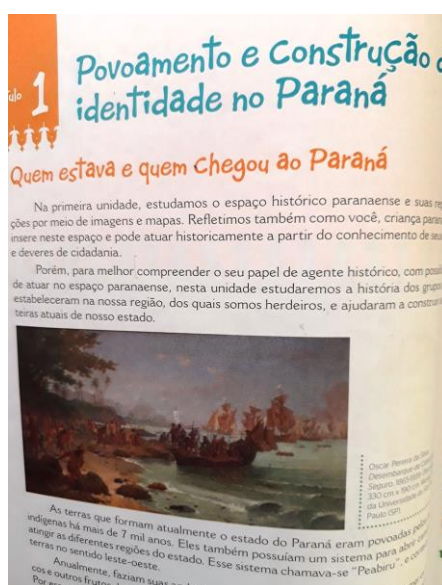 1
Povoamento e Construção
identidade no Paraná
Quem estava e quem chegou ao Paraná
Na primeira unidade, estudamos o espaço histórico paranaense e suas
ções por meio de imagens e mapas. Refletimos também como você, criança
insere neste espaço e pode atuar historicamente a partir do conhecimento de
e deveres de cidadania.
Porém, para melhor compreender o seu papel de agente histórico, com
de atuar no espaço paranaense, nesta unidade estudaremos a história dos
estabeleceram na nossa região, dos quais somos herdeiros, e ajudaram a
teiras atuais de nosso estado.
Oscar Pereira da
Desembarque de
Seguro,
330 cm x 190 cm
da Universidade
Paulo (SP)
As terras que formam atualmente o estado do Paraná eram povoadas
indígenas há mais de 7 mil anos. Eles também possuíam um sistema para abrir
atingir as diferentes regiões do estado. Esse sistema chamava-se "Peabiru", e
terras no sentido leste-oeste.
Anualmente, faziam suas
cos e outros frutos